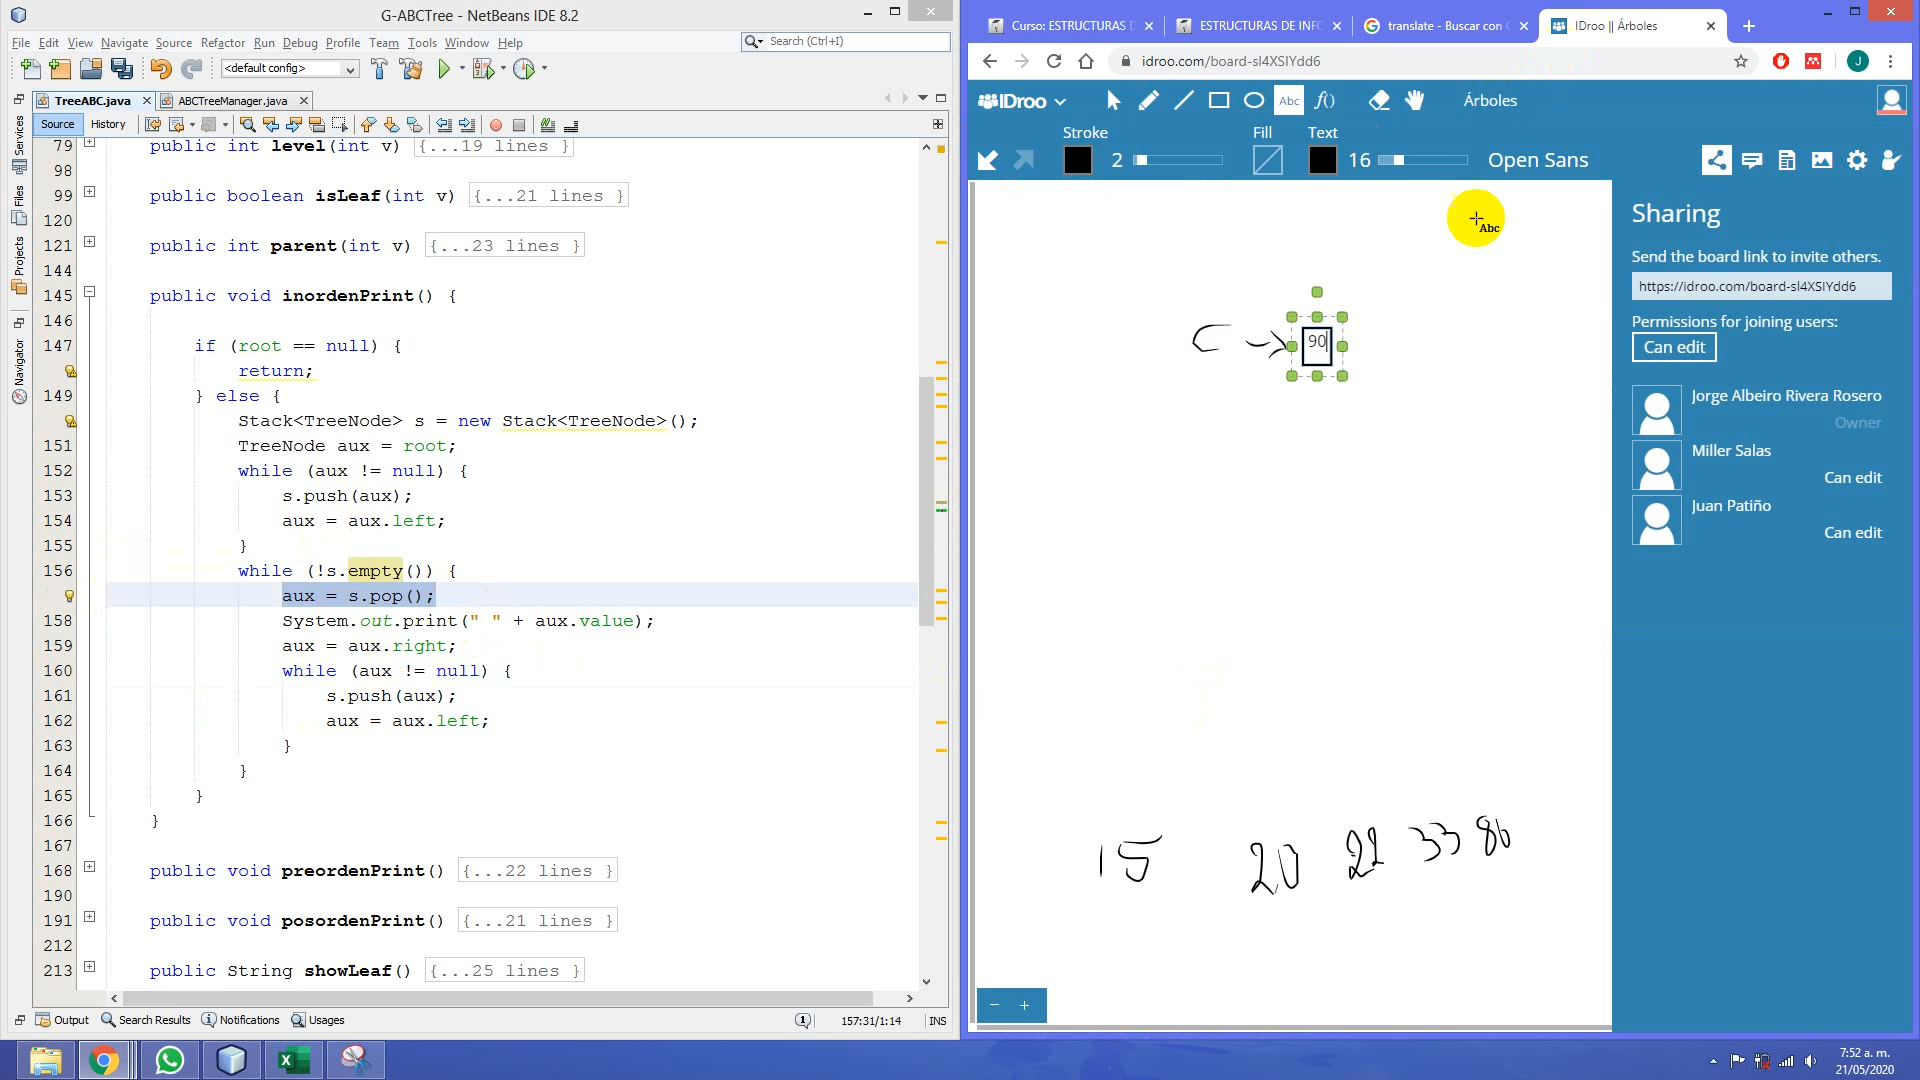 G-ABCTree - NetBeans IDE 8.2
File Edit View Navigate Source Refactor Run Debug Profile Team Tools Window Help
Search (Ctrl+I)
<default config>
TreeABC.java
ABCTreeManager.java
Source
History
Services
Files
Projects
Navigator
79 public int level(int v) {...19 lines }
98
99 public boolean isLeaf(int v) {...21 lines }
120
121 public int parent(int v) {...23 lines }
144
145 public void inordenPrint() {
146
147 if (root == null) {
return;
149 } else {
Stack<TreeNode> s = new Stack<TreeNode>();
151 TreeNode aux = root;
152 while (aux != null) {
153 s.push(aux);
154 aux = aux.left;
155 }
156 while (!s.empty()) {
aux = s.pop();
158 System.out.print(" " + aux.value);
159 aux = aux.right;
160 while (aux != null) {
161 s.push(aux);
162 aux = aux.left;
163 }
164 }
165 }
166 }
167
168 public void preordenPrint() {...22 lines }
190
191 public void posordenPrint() {...21 lines }
212
213 public String showLeaf() {...25 lines }
Output
Search Results
Notifications
Usages
1
157:31/1:14
INS
Curso: ESTRUCTURAS D
ESTRUCTURAS DE INFO
translate - Buscar con G
IDroo || Árboles
idroo.com/board-sl4XSIYdd6
J
IDroo
Abc
f()
Árboles
Stroke
2
Fill
Text
16
Open Sans
Abc
90
15 20 22 33 86
− +
Sharing
Send the board link to invite others.
https://idroo.com/board-sl4XSIYdd6
Permissions for joining users:
Can edit
Jorge Albeiro Rivera Rosero
Owner
Miller Salas
Can edit
Juan Patiño
Can edit
7:52 a. m.
21/05/2020